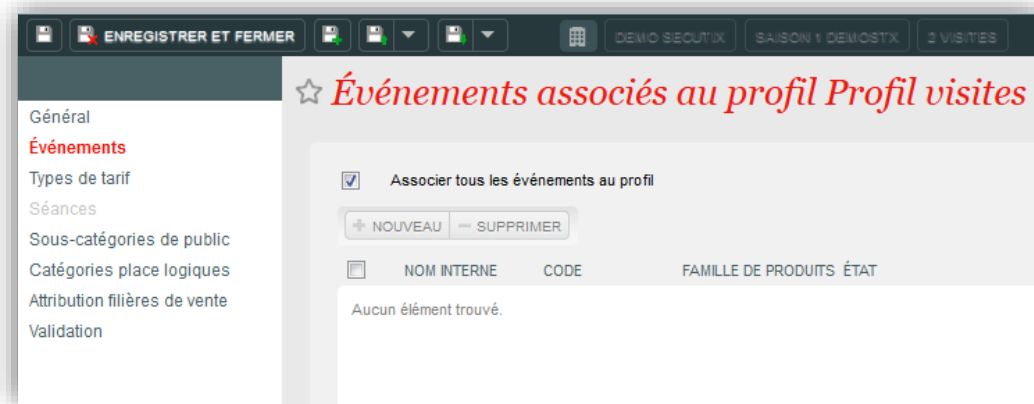 ENREGISTRER ET FERMER DEMO SECUTIX SAISON 1 DEMOSTX 2 VISITES
Événements associés au profil Profil visites
Général
Événements
Types de tarif
Séances
Sous-catégories de public
Catégories place logiques
Attribution filières de vente
Validation
Associer tous les événements au profil
NOUVEAU SUPPRIMER
NOM INTERNE CODE FAMILLE DE PRODUITS ÉTAT
Aucun élément trouvé.